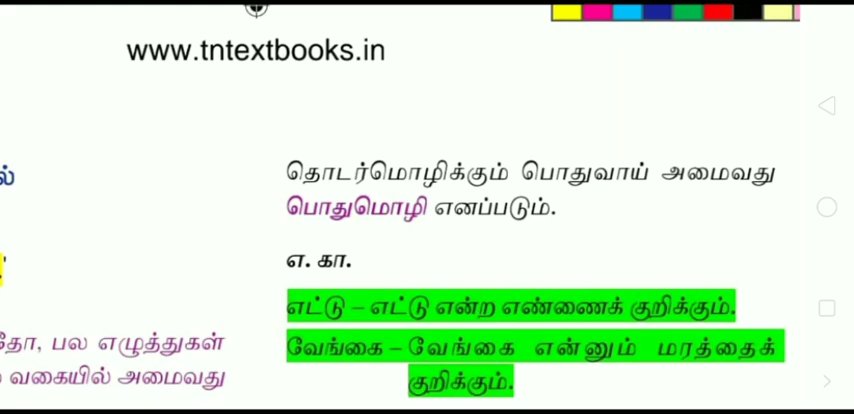 www.tntextbooks.in
ல்
தொடர்மொழிக்கும் பொதுவாய் அமைவது
பொதுமொழி எனப்படும்.
எ. கா.
எட்டு – எட்டு என்ற எண்ணைக் குறிக்கும்.
வேங்கை – வேங்கை என்னும் மரத்தைக்
குறிக்கும்.
தோ, பல எழுத்துகள்
வகையில் அமைவது